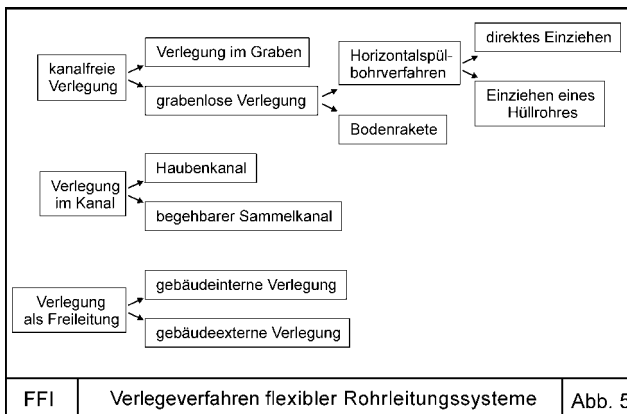 kanalfreie
Verlegung
Verlegung im Graben
grabenlose Verlegung
Horizontalspül-
bohrverfahren
Bodenrakete
direktes Einziehen
Einziehen eines
Hüllrohres
Verlegung
im Kanal
Haubenkanal
begehbarer Sammelkanal
Verlegung
als Freileitung
gebäudeinterne Verlegung
gebäudeexterne Verlegung
FFI
Verlegeverfahren flexibler Rohrleitungssysteme
Abb. 5